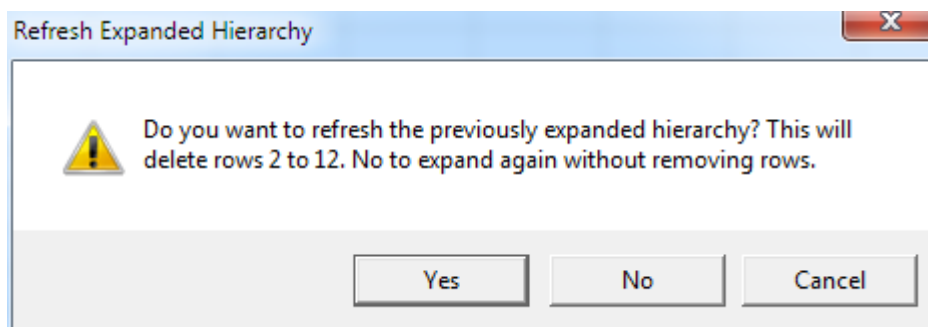 Refresh Expanded Hierarchy
Do you want to refresh the previously expanded hierarchy? This will
delete rows 2 to 12. No to expand again without removing rows.
Yes No Cancel